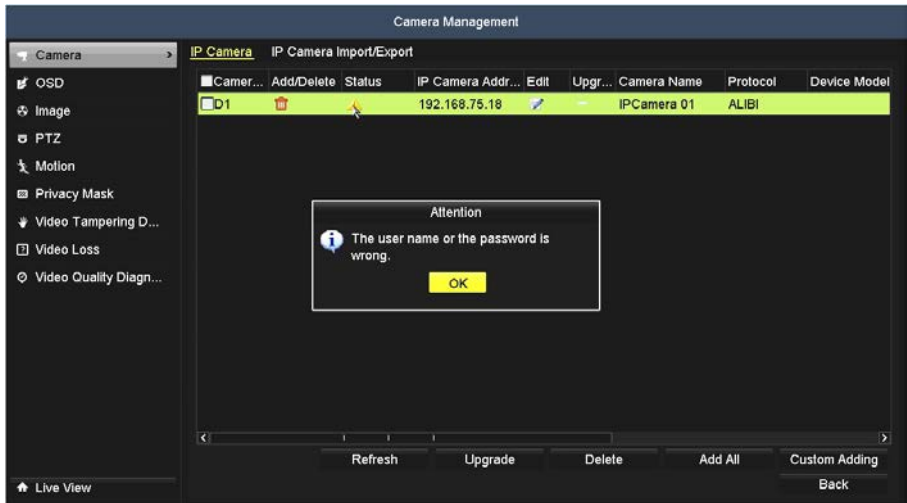 Camera Management
Camera
OSD
Image
PTZ
Motion
Privacy Mask
Video Tampering D...
Video Loss
Video Quality Diagn...
Live View
IP Camera IP Camera Import/Export
Camer... Add/Delete Status IP Camera Addr... Edit Upgr... Camera Name Protocol Device Model
D1 192.168.75.18 IPCamera 01 ALIBI
Attention
The user name or the password is
wrong.
OK
Refresh Upgrade Delete Add All Custom Adding
Back